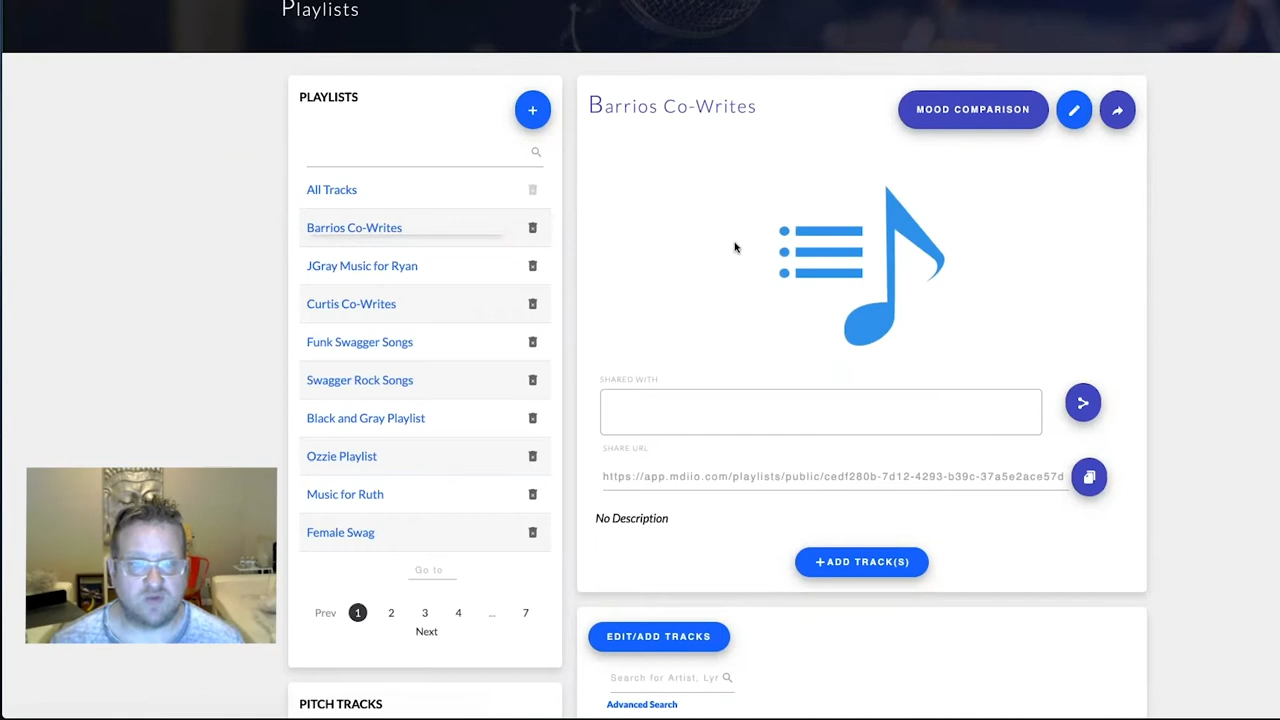 Playlists
PLAYLISTS
+
All Tracks
Barrios Co-Writes
JGray Music for Ryan
Curtis Co-Writes
Funk Swagger Songs
Swagger Rock Songs
Black and Gray Playlist
Ozzie Playlist
Music for Ruth
Female Swag
Go to
Prev 1 2 3 4 ... 7
Next
PITCH TRACKS
Barrios Co-Writes
MOOD COMPARISON
SHARED WITH
SHARE URL
https://app.mdiio.com/playlists/public/cedf280b-7d12-4293-b39c-37a5e2ace57d
No Description
+ADD TRACK(S)
EDIT/ADD TRACKS
Search for Artist, Lyr
Advanced Search